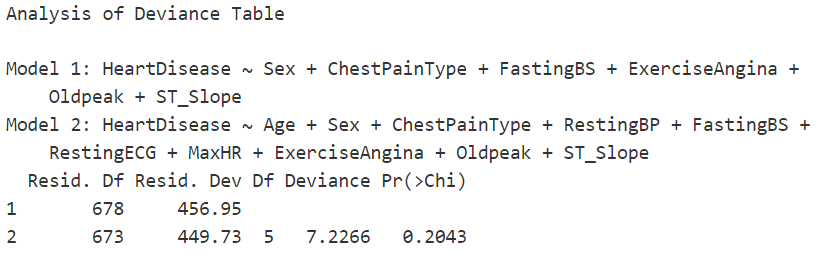 Analysis of Deviance Table

Model 1: HeartDisease ~ Sex + ChestPainType + FastingBS + ExerciseAngina +
    Oldpeak + ST_Slope
Model 2: HeartDisease ~ Age + Sex + ChestPainType + RestingBP + FastingBS +
    RestingECG + MaxHR + ExerciseAngina + Oldpeak + ST_Slope
  Resid. Df Resid. Dev Df Deviance Pr(>Chi)
1       678     456.95
2       673     449.73  5   7.2266   0.2043